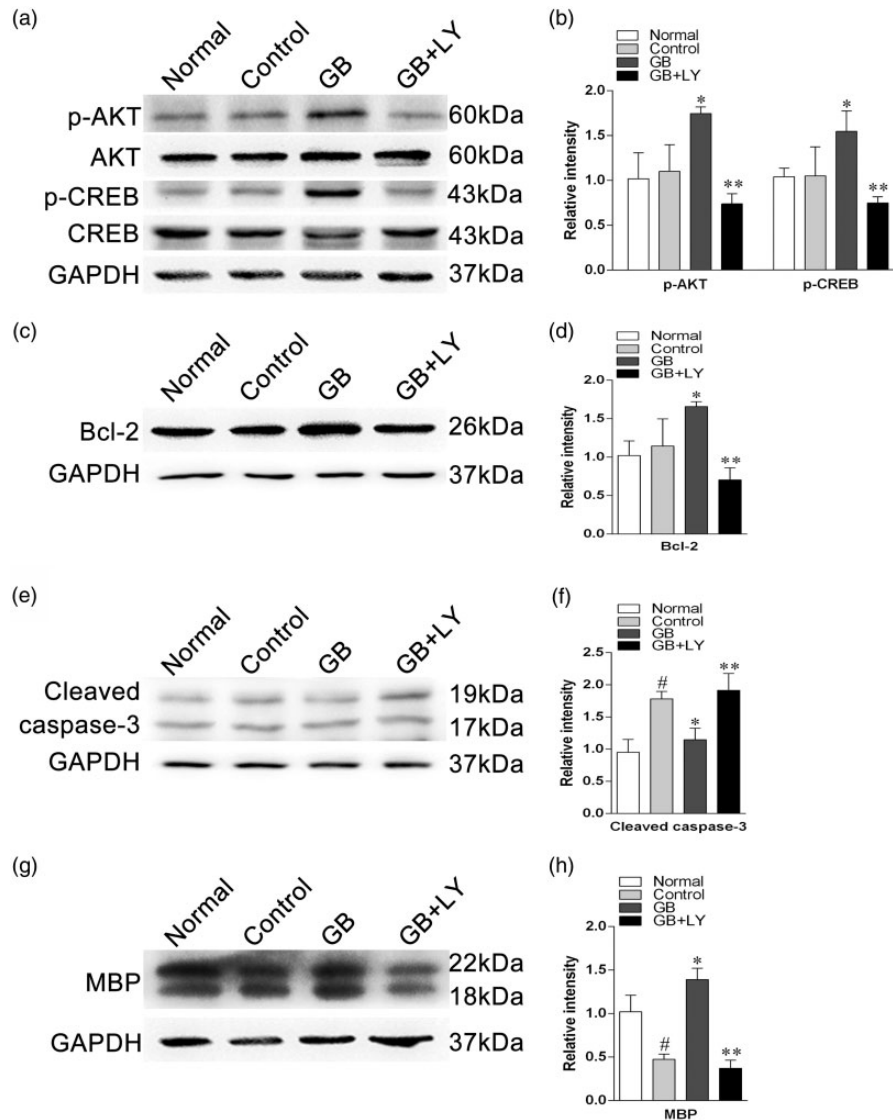 (a)
Normal Control GB GB+LY
p-AKT 60kDa
AKT 60kDa
p-CREB 43kDa
CREB 43kDa
GAPDH 37kDa
(b)
Normal
Control
GB
GB+LY
Relative intensity
2.0
1.5
1.0
0.5
0.0
* ** * **
p-AKT p-CREB
(c)
Normal Control GB GB+LY
Bcl-2 26kDa
GAPDH 37kDa
(d)
Normal
Control
GB
GB+LY
Relative intensity
2.0
1.5
1.0
0.5
0.0
* **
Bcl-2
(e)
Normal Control GB GB+LY
Cleaved 19kDa
caspase-3 17kDa
GAPDH 37kDa
(f)
Normal
Control
GB
GB+LY
Relative intensity
2.5
2.0
1.5
1.0
0.5
0.0
# * **
Cleaved caspase-3
(g)
Normal Control GB GB+LY
MBP 22kDa
18kDa
GAPDH 37kDa
(h)
Normal
Control
GB
GB+LY
Relative intensity
2.0
1.5
1.0
0.5
0.0
# * **
MBP